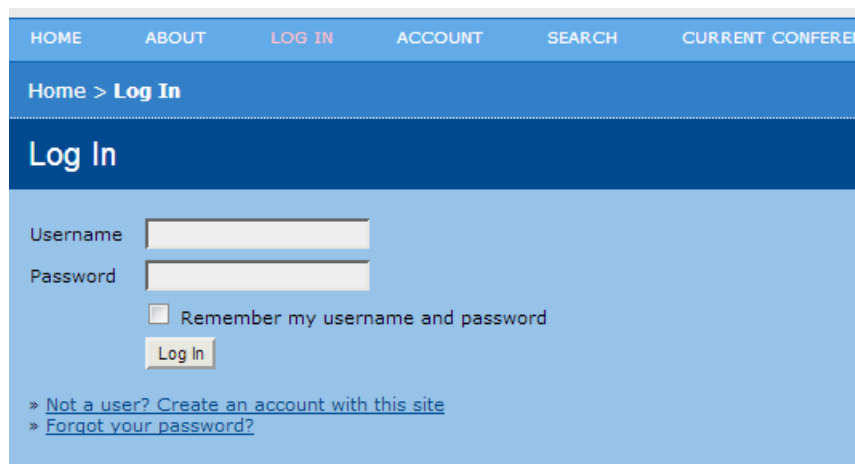 HOME ABOUT LOG IN ACCOUNT SEARCH CURRENT
Home > Log In
Log In
Username
Password
Remember my username and password
Log In
» Not a user? Create an account with this site
» Forgot your password?